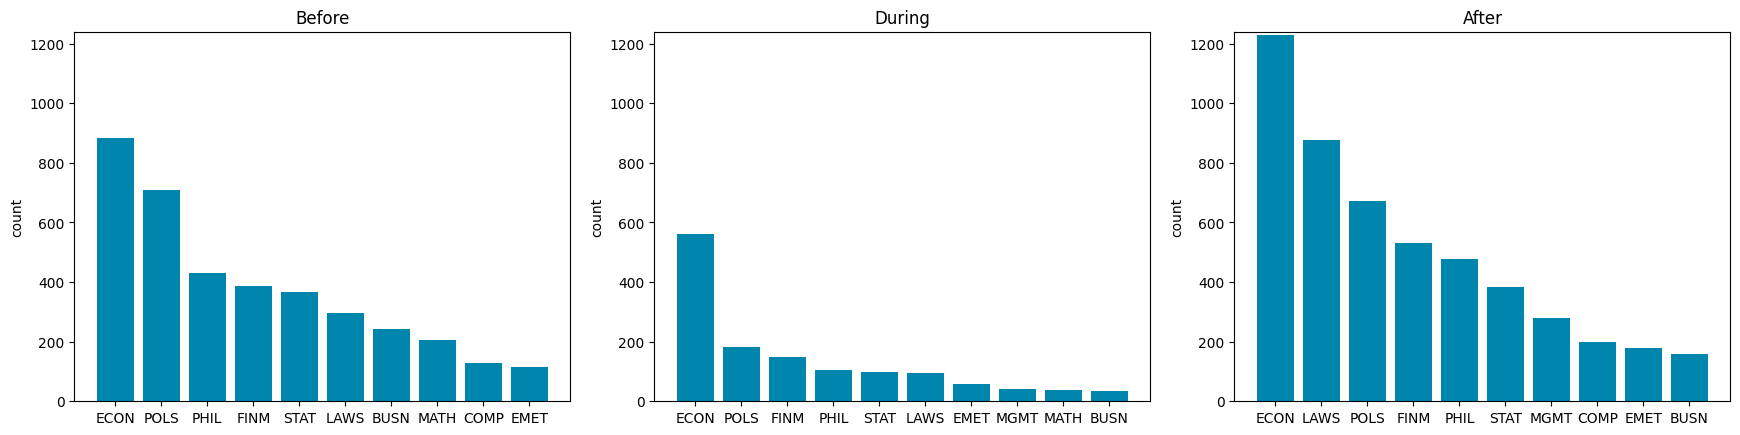 Before
1200
1000
800
600
400
200
0
count
ECON POLS PHIL FINM STAT LAWS BUSN MATH COMP EMET
During
1200
1000
800
600
400
200
0
count
ECON POLS FINM PHIL STAT LAWS EMET MGMT MATH BUSN
After
1200
1000
800
600
400
200
0
count
ECON LAWS POLS FINM PHIL STAT MGMT COMP EMET BUSN